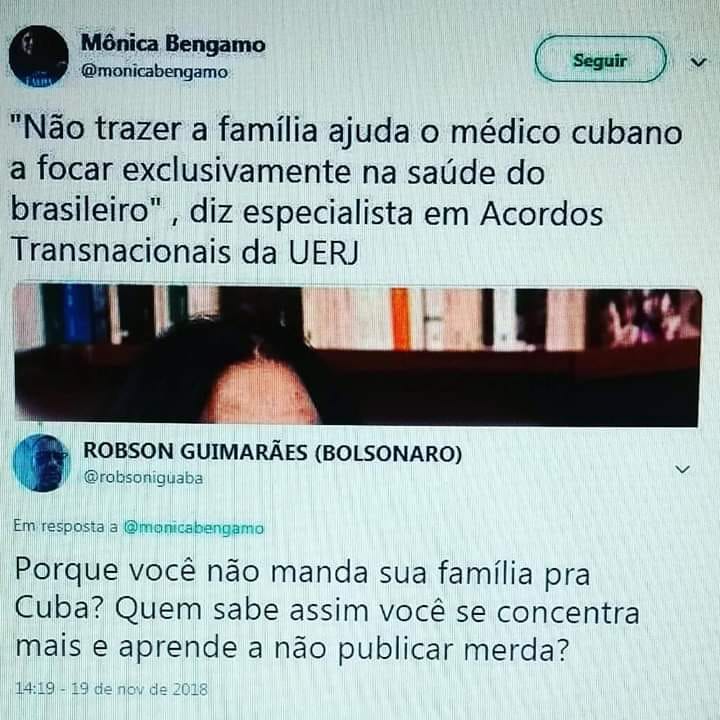 Mônica Bengamo
@monicabengamo
Seguir
"Não trazer a família ajuda o médico cubano
a focar exclusivamente na saúde do
brasileiro" , diz especialista em Acordos
Transnacionais da UERJ
ROBSON GUIMARÃES (BOLSONARO)
@robsoniguaba
Em resposta a @monicabengamo
Porque você não manda sua família pra
Cuba? Quem sabe assim você se concentra
mais e aprende a não publicar merda?
14:19 - 19 de nov de 2018